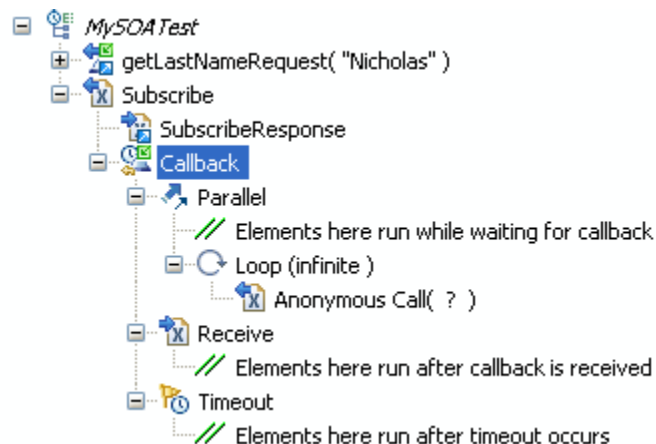 MySOATest
getLastNameRequest( "Nicholas" )
Subscribe
SubscribeResponse
Callback
Parallel
Elements here run while waiting for callback
Loop (infinite )
Anonymous Call( ? )
Receive
Elements here run after callback is received
Timeout
Elements here run after timeout occurs